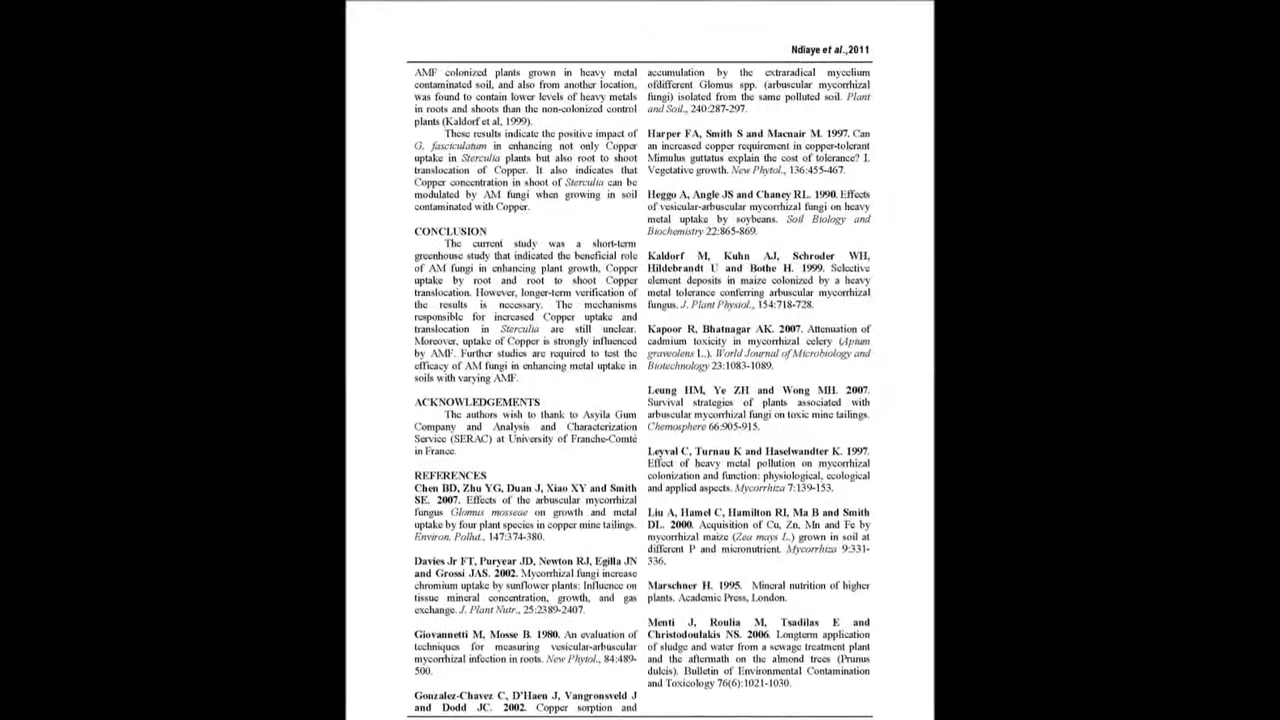 Ndiaye et al.,2011
AMF colonized plants grown in heavy metal
contaminated soil, and also from another location,
was found to contain lower levels of heavy metals
in roots and shoots than the non-colonized control
plants (Kaldorf et al, 1999).
These results indicate the positive impact of
G. fasciculatum in enhancing not only Copper
uptake in Sterculia plants but also root to shoot
translocation of Copper. It also indicates that
Copper concentration in shoot of Sterculia can be
modulated by AM fungi when growing in soil
contaminated with Copper.
CONCLUSION
The current study was a short-term
greenhouse study that indicated the beneficial role
of AM fungi in enhancing plant growth, Copper
uptake by root and root to shoot Copper
translocation. However, longer-term verification of
the results is necessary. The mechanisms
responsible for increased Copper uptake and
translocation in Sterculia are still unclear.
Moreover, uptake of Copper is strongly influenced
by AMF. Further studies are required to test the
efficacy of AM fungi in enhancing metal uptake in
soils with varying AMF.
ACKNOWLEDGEMENTS
The authors wish to thank to Asyila Gum
Company and Analysis and Characterization
Service (SERAC) at University of Franche-Comté
in France.
REFERENCES
Chen BD, Zhu YG, Duan J, Xiao XY and Smith
SE. 2007. Effects of the arbuscular mycorrhizal
fungus Glomus mosseae on growth and metal
uptake by four plant species in copper mine tailings.
Environ. Pollut., 147:374-380.
Davies Jr FT, Puryear JD, Newton RJ, Egilla JN
and Grossi JAS. 2002. Mycorrhizal fungi increase
chromium uptake by sunflower plants: Influence on
tissue mineral concentration, growth, and gas
exchange. J. Plant Nutr., 25:2389-2407.
Giovannetti M, Mosse B. 1980. An evaluation of
techniques for measuring vesicular-arbuscular
mycorrhizal infection in roots. New Phytol., 84:489-
500.
Gonzalez-Chavez C, D'Haen J, Vangronsveld J
and Dodd JC. 2002. Copper sorption and
accumulation by the extraradical mycelium
ofdifferent Glomus spp. (arbuscular mycorrhizal
fungi) isolated from the same polluted soil. Plant
and Soil., 240:287-297.
Harper FA, Smith S and Macnair M. 1997. Can
an increased copper requirement in copper-tolerant
Mimulus guttatus explain the cost of tolerance? I.
Vegetative growth. New Phytol., 136:455-467.
Heggo A, Angle JS and Chaney RL. 1990. Effects
of vesicular-arbuscular mycorrhizal fungi on heavy
metal uptake by soybeans. Soil Biology and
Biochemistry 22:865-869.
Kaldorf M, Kuhn AJ, Schroder WH,
Hildebrandt U and Bothe H. 1999. Selective
element deposits in maize colonized by a heavy
metal tolerance conferring arbuscular mycorrhizal
fungus. J. Plant Physiol., 154:718-728.
Kapoor R, Bhatnagar AK. 2007. Attenuation of
cadmium toxicity in mycorrhizal celery (Apium
graveolens L.). World Journal of Microbiology and
Biotechnology 23:1083-1089.
Leung HM, Ye ZH and Wong MH. 2007.
Survival strategies of plants associated with
arbuscular mycorrhizal fungi on toxic mine tailings.
Chemosphere 66:905-915.
Leyval C, Turnau K and Haselwandter K. 1997.
Effect of heavy metal pollution on mycorrhizal
colonization and function: physiological, ecological
and applied aspects. Mycorrhiza 7:139-153.
Liu A, Hamel C, Hamilton RI, Ma B and Smith
DL. 2000. Acquisition of Cu, Zn, Mn and Fe by
mycorrhizal maize (Zea mays L.) grown in soil at
different P and micronutrient. Mycorrhiza 9:331-
336.
Marschner H. 1995. Mineral nutrition of higher
plants. Academic Press, London.
Menti J, Roulia M, Tsadilas E and
Christodoulakis NS. 2006. Longterm application
of sludge and water from a sewage treatment plant
and the aftermath on the almond trees (Prunus
dulcis). Bulletin of Environmental Contamination
and Toxicology 76(6):1021-1030.